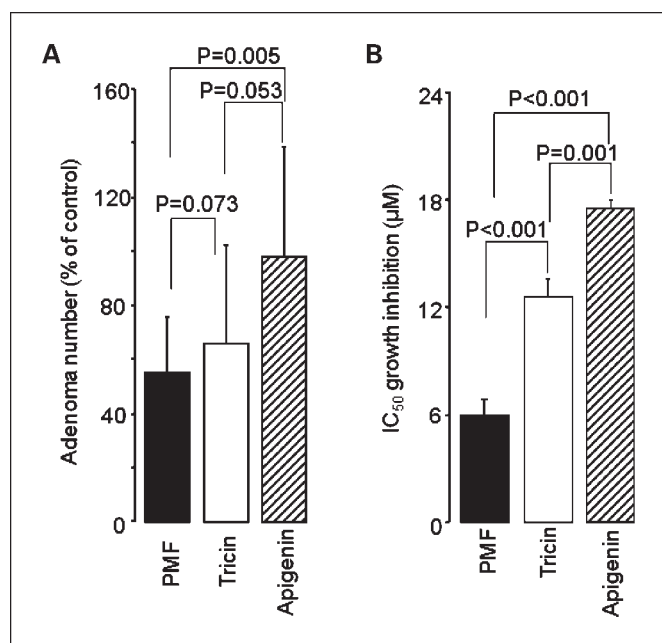 A
P=0.005
P=0.053
P=0.073
160
120
80
40
0
Adenoma number (% of control)
PMF
Tricin
Apigenin
B
P<0.001
P=0.001
P<0.001
24
18
12
6
0
IC50 growth inhibition (µM)
PMF
Tricin
Apigenin